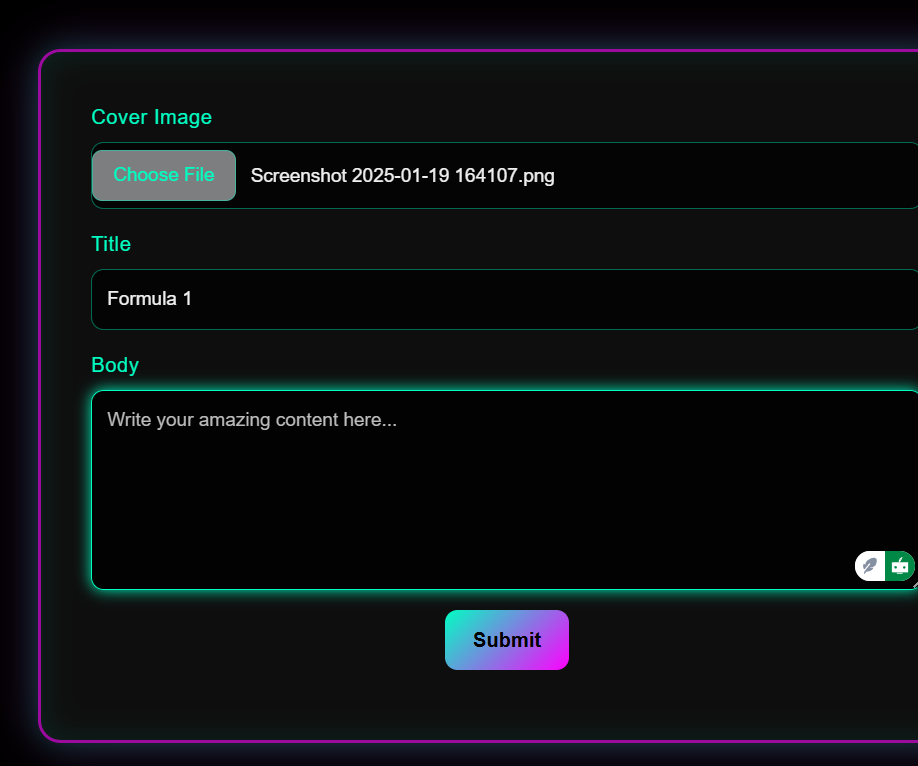 Cover Image
Choose File Screenshot 2025-01-19 164107.png
Title
Formula 1
Body
Write your amazing content here...
Submit